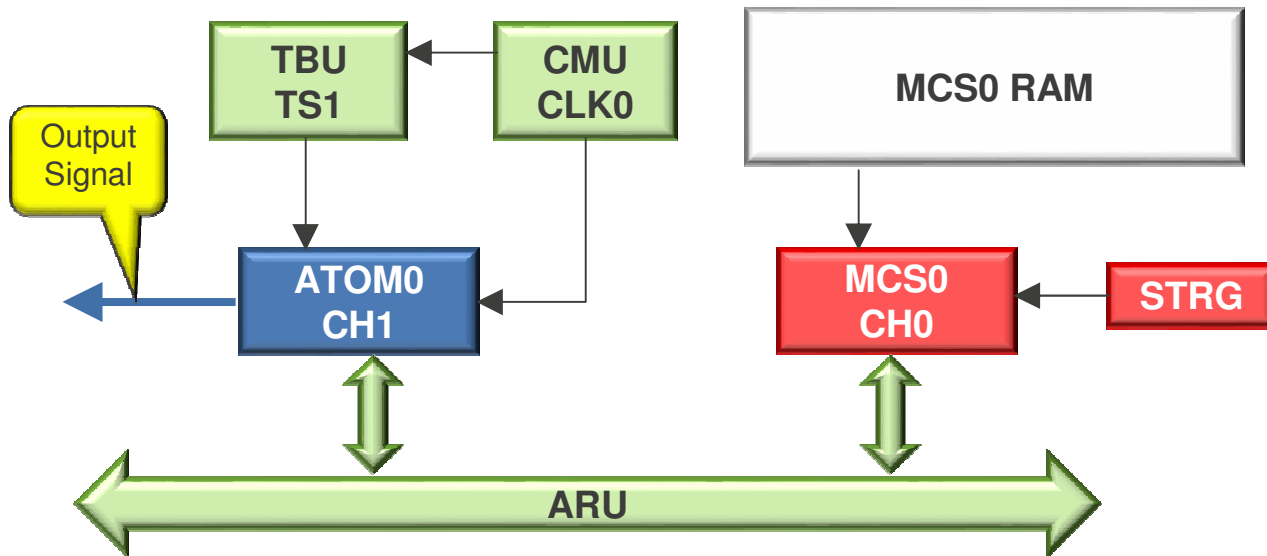 TBU
TS1
CMU
CLK0
MCS0 RAM
Output
Signal
ATOM0
CH1
MCS0
CH0
STRG
ARU